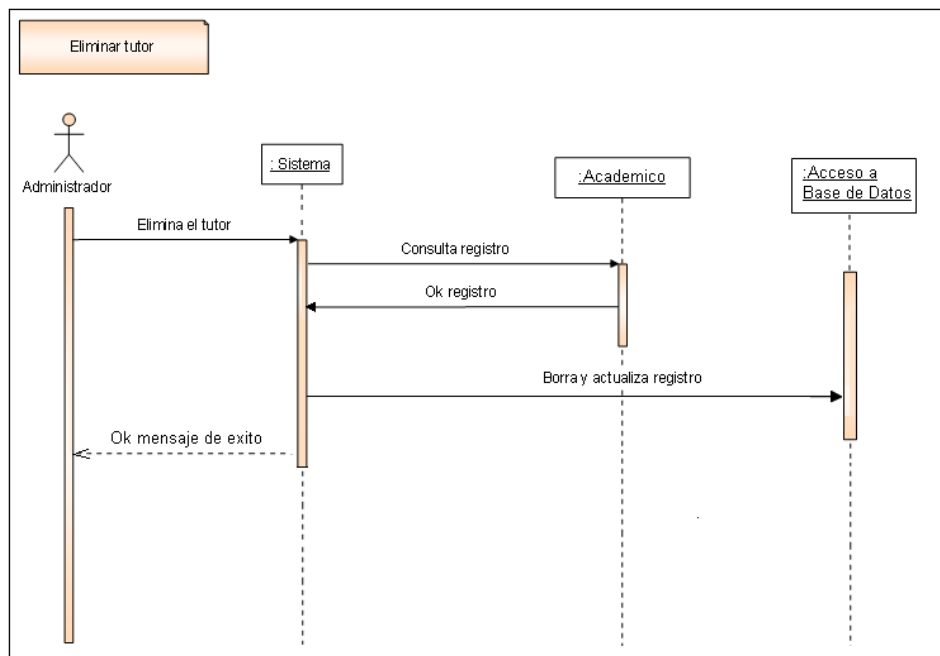 Eliminar tutor
Administrador
: Sistema
:Academico
:Acceso a
Base de Datos
Elimina el tutor
Consulta registro
Ok registro
Borra y actualiza registro
Ok mensaje de exito